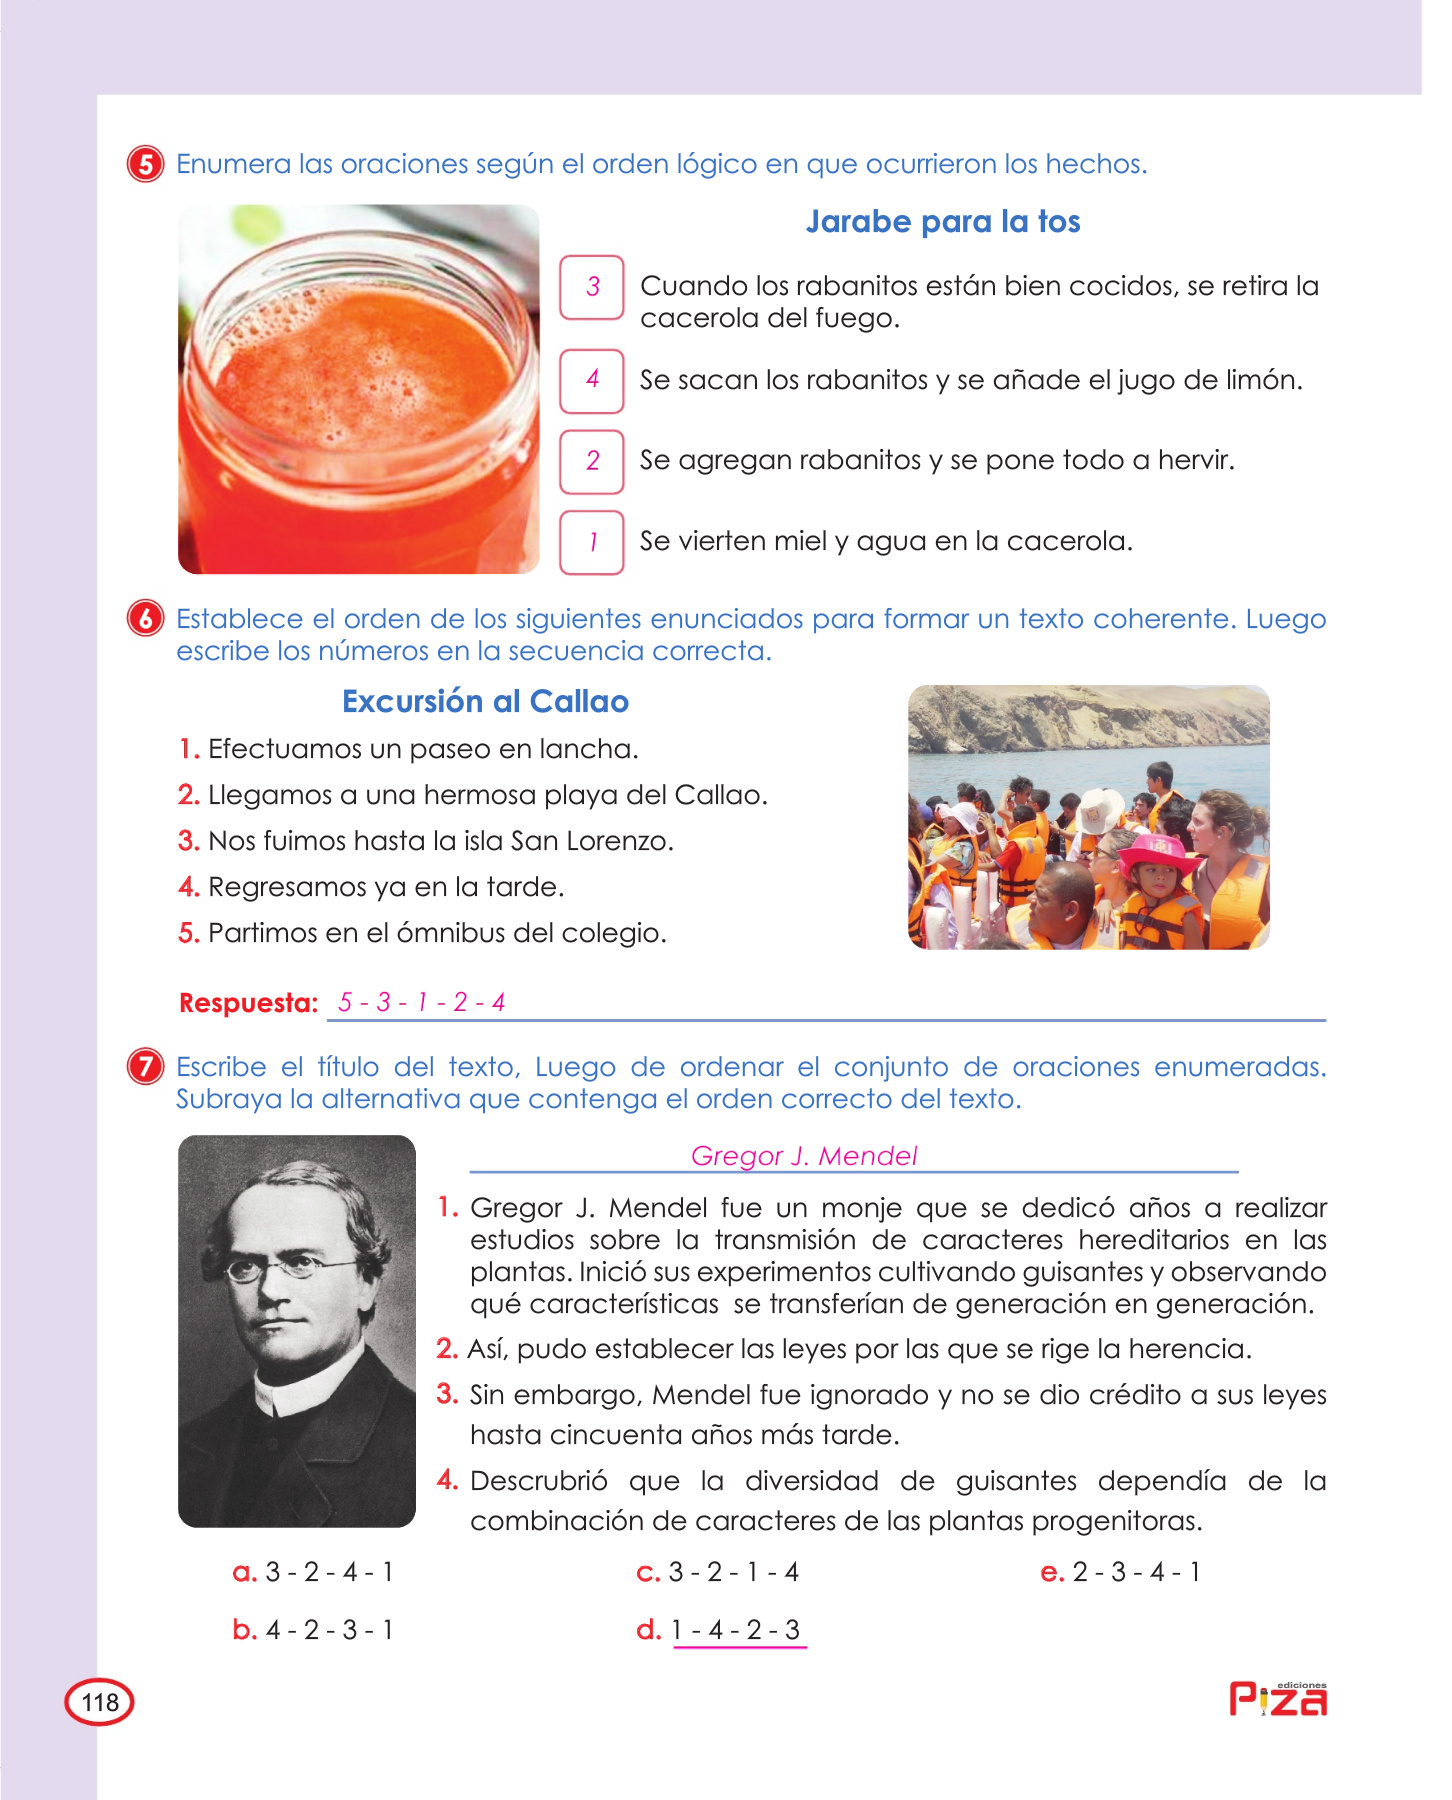 5 Enumera las oraciones según el orden lógico en que ocurrieron los hechos.
Jarabe para la tos
3 Cuando los rabanitos están bien cocidos, se retira la
cacerola del fuego.
4 Se sacan los rabanitos y se añade el jugo de limón.
2 Se agregan rabanitos y se pone todo a hervir.
1 Se vierten miel y agua en la cacerola.
6 Establece el orden de los siguientes enunciados para formar un texto coherente. Luego
escribe los números en la secuencia correcta.
Excursión al Callao
1. Efectuamos un paseo en lancha.
2. Llegamos a una hermosa playa del Callao.
3. Nos fuimos hasta la isla San Lorenzo.
4. Regresamos ya en la tarde.
5. Partimos en el ómnibus del colegio.
Respuesta: 5 - 3 - 1 - 2 - 4
7 Escribe el título del texto, Luego de ordenar el conjunto de oraciones enumeradas.
Subraya la alternativa que contenga el orden correcto del texto.
Gregor J. Mendel
1. Gregor J. Mendel fue un monje que se dedicó años a realizar
estudios sobre la transmisión de caracteres hereditarios en las
plantas. Inició sus experimentos cultivando guisantes y observando
qué características se transferían de generación en generación.
2. Así, pudo establecer las leyes por las que se rige la herencia.
3. Sin embargo, Mendel fue ignorado y no se dio crédito a sus leyes
hasta cincuenta años más tarde.
4. Descrubrió que la diversidad de guisantes dependía de la
combinación de caracteres de las plantas progenitoras.
a. 3 - 2 - 4 - 1 c. 3 - 2 - 1 - 4 e. 2 - 3 - 4 - 1
b. 4 - 2 - 3 - 1 d. 1 - 4 - 2 - 3
118
ediciones
Piza